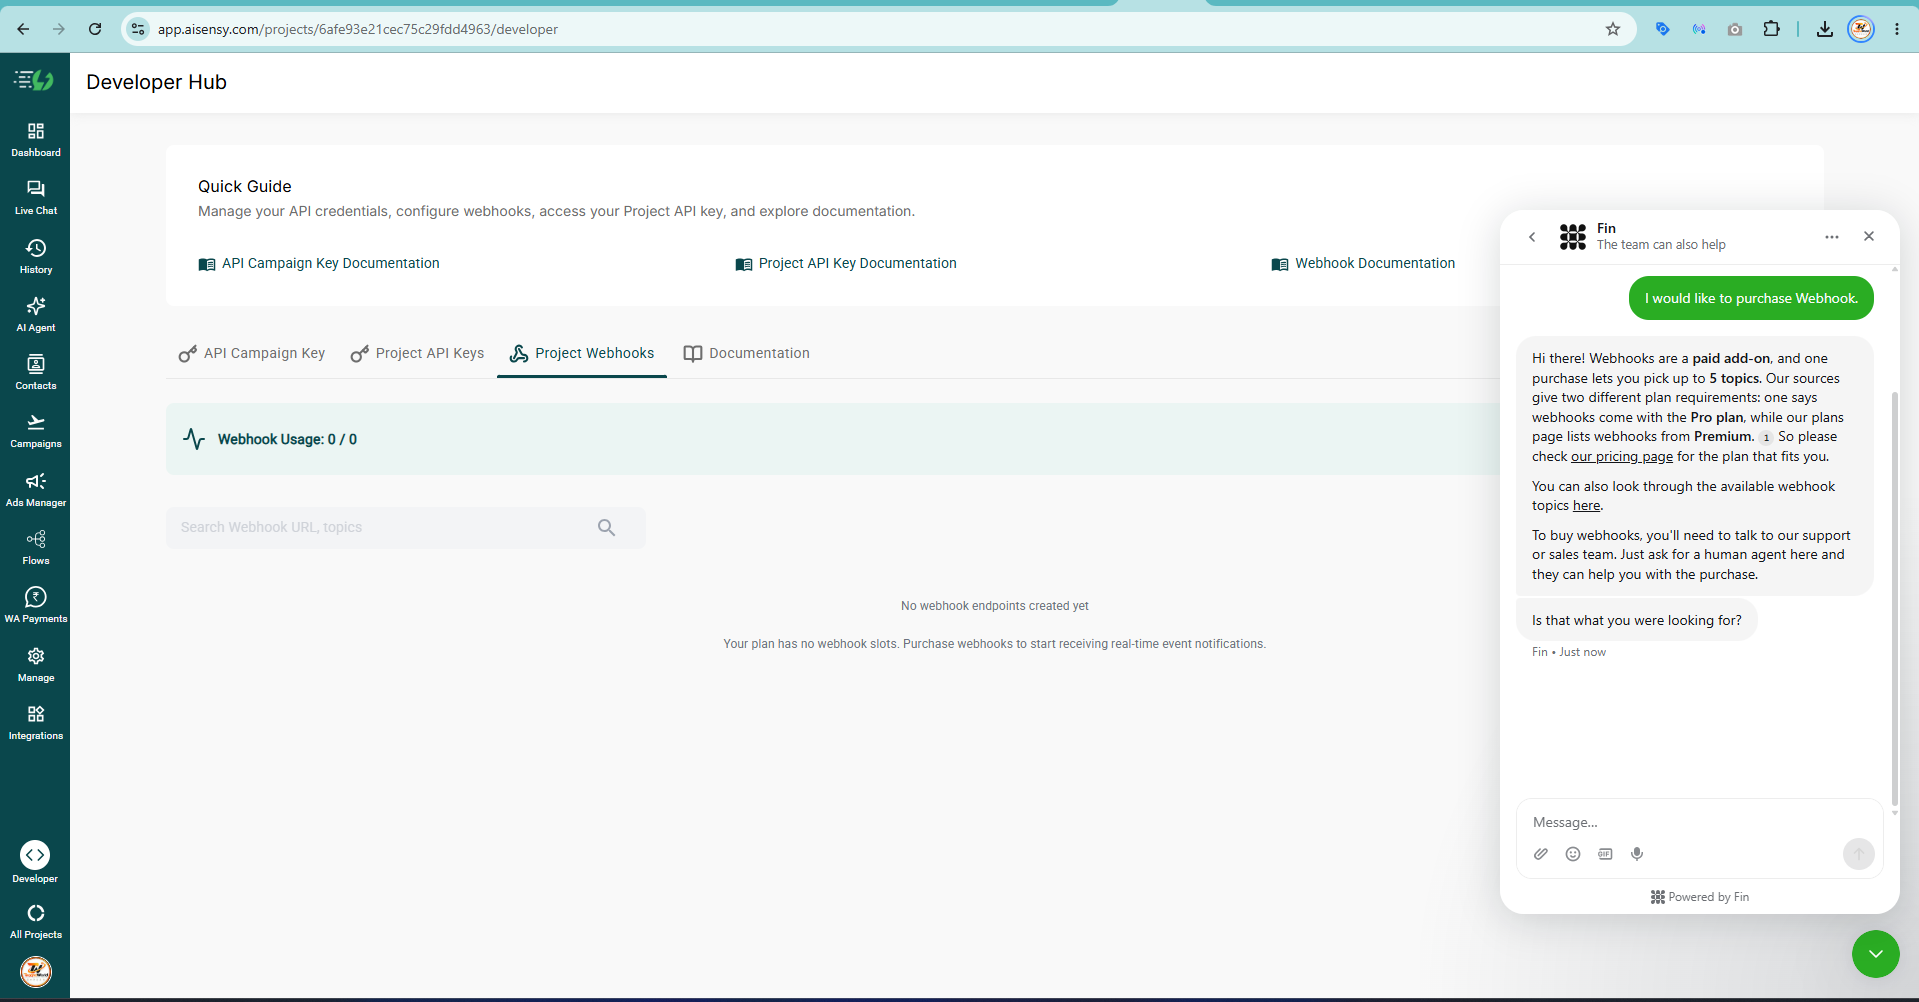 app.aisensy.com/projects/6afe93e21cec75c29fdd4963/developer
Developer Hub
Dashboard
Live Chat
History
AI Agent
Contacts
Campaigns
Ads Manager
Flows
WA Payments
Manage
Integrations
Developer
All Projects
Quick Guide
Manage your API credentials, configure webhooks, access your Project API key, and explore documentation.
API Campaign Key Documentation
Project API Key Documentation
Webhook Documentation
API Campaign Key
Project API Keys
Project Webhooks
Documentation
Webhook Usage: 0 / 0
Search Webhook URL, topics
No webhook endpoints created yet
Your plan has no webhook slots. Purchase webhooks to start receiving real-time event notifications.
Fin
The team can also help
I would like to purchase Webhook.
Hi there! Webhooks are a paid add-on, and one
purchase lets you pick up to 5 topics. Our sources
give two different plan requirements: one says
webhooks come with the Pro plan, while our plans
page lists webhooks from Premium. 1 So please
check our pricing page for the plan that fits you.
You can also look through the available webhook
topics here.
To buy webhooks, you'll need to talk to our support
or sales team. Just ask for a human agent here and
they can help you with the purchase.
Is that what you were looking for?
Fin • Just now
Message...
GIF
Powered by Fin